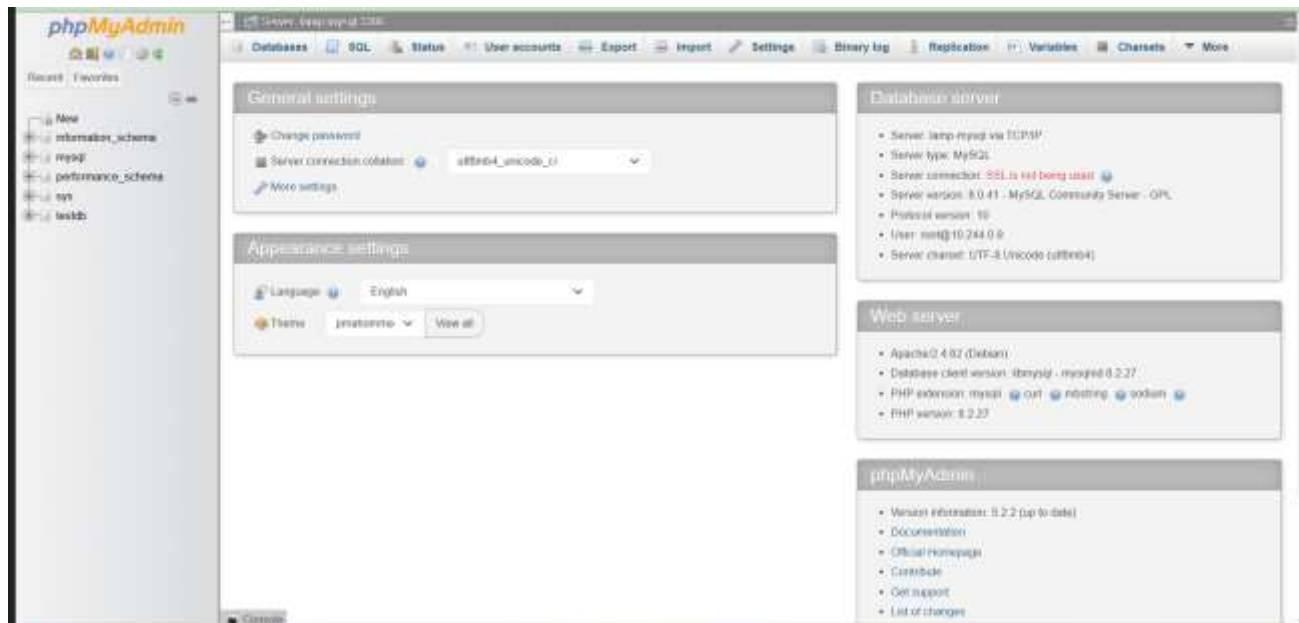 phpMyAdmin
Server: lamp-mysql:3306
Databases SQL Status User accounts Export Import Settings Binary log Replication Variables Charsets More
Recent Favorites
New
information_schema
mysql
performance_schema
sys
testdb
General settings
Change password
Server connection collation: utf8mb4_unicode_ci
More settings
Appearance settings
Language English
Theme pmahomme View all
Database server
Server: lamp-mysql via TCP/IP
Server type: MySQL
Server connection: SSL is not being used
Server version: 8.0.41 - MySQL Community Server - GPL
Protocol version: 10
User: root@10.244.0.9
Server charset: UTF-8 Unicode (utf8mb4)
Web server
Apache/2.4.62 (Debian)
Database client version: libmysql - mysqlnd 8.2.27
PHP extension: mysqli curl mbstring sodium
PHP version: 8.2.27
phpMyAdmin
Version information: 5.2.2 (up to date)
Documentation
Official Homepage
Contribute
Get support
List of changes
Console